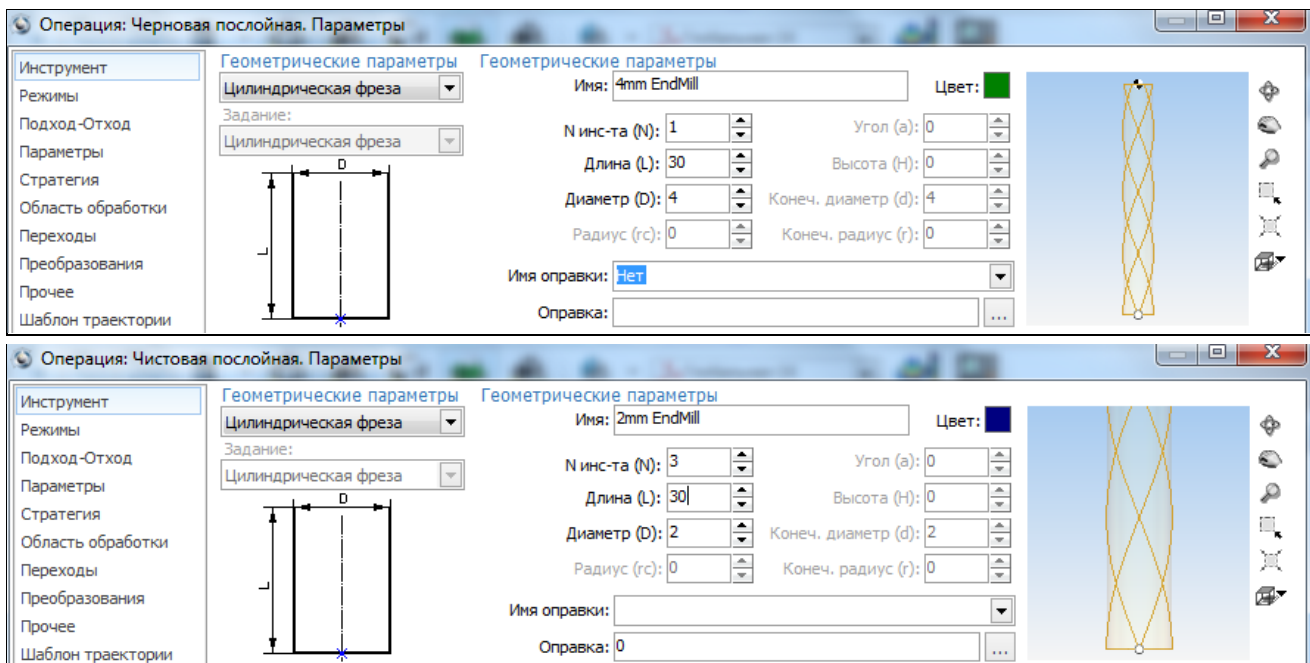 Операция: Черновая послойная. Параметры
Инструмент
Режимы
Подход-Отход
Параметры
Стратегия
Область обработки
Переходы
Преобразования
Прочее
Шаблон траектории
Геометрические параметры
Цилиндрическая фреза
Задание:
Цилиндрическая фреза
D
L
Геометрические параметры
Имя: 4mm EndMill Цвет:
N инс-та (N): 1 Угол (a): 0
Длина (L): 30 Высота (H): 0
Диаметр (D): 4 Конеч. диаметр (d): 4
Радиус (rc): 0 Конеч. радиус (r): 0
Имя оправки: Нет
Оправка: ...
Операция: Чистовая послойная. Параметры
Инструмент
Режимы
Подход-Отход
Параметры
Стратегия
Область обработки
Переходы
Преобразования
Прочее
Шаблон траектории
Геометрические параметры
Цилиндрическая фреза
Задание:
Цилиндрическая фреза
D
L
Геометрические параметры
Имя: 2mm EndMill Цвет:
N инс-та (N): 3 Угол (a): 0
Длина (L): 30 Высота (H): 0
Диаметр (D): 2 Конеч. диаметр (d): 2
Радиус (rc): 0 Конеч. радиус (r): 0
Имя оправки:
Оправка: 0 ...